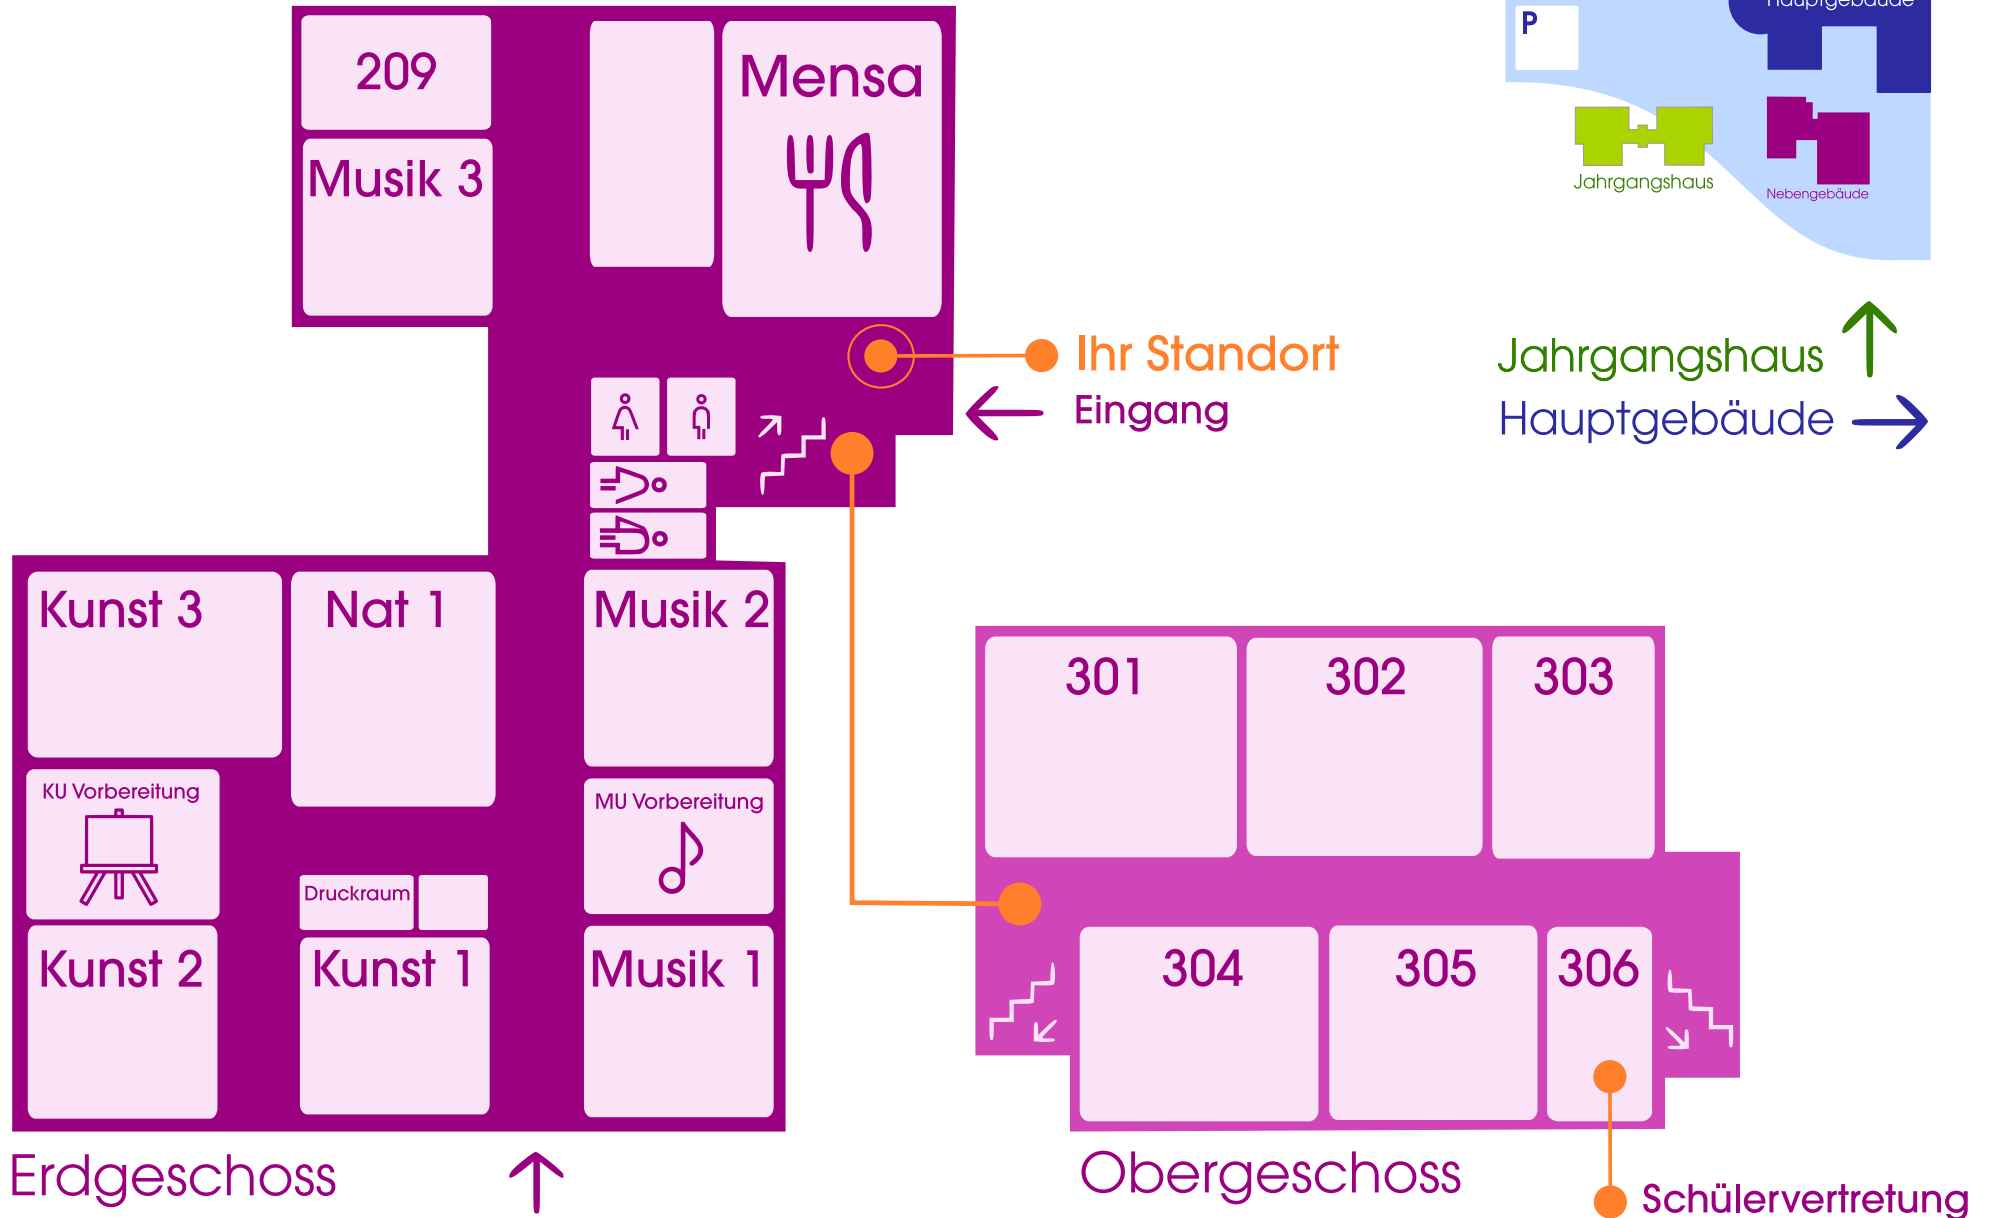 209
Musik 3
Mensa
Ihr Standort
Eingang
Kunst 3
Nat 1
Musik 2
KU Vorbereitung
MU Vorbereitung
Druckraum
Kunst 2
Kunst 1
Musik 1
Erdgeschoss
P
Hauptgebäude
Jahrgangshaus
Nebengebäude
Jahrgangshaus
Hauptgebäude
301
302
303
304
305
306
Obergeschoss
Schülervertretung